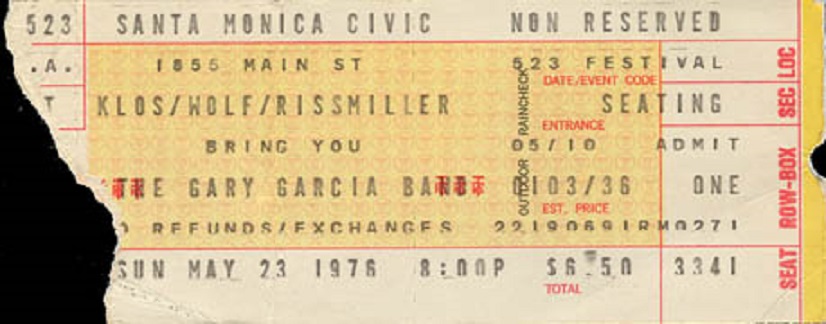 523 SANTA MONICA CIVIC NON RESERVED
.A. 1855 MAIN ST 523 FESTIVAL
DATE/EVENT CODE
T KLOS/WOLF/RISSMILLER SEATING
ENTRANCE
BRING YOU 05/10 ADMIT
THE GARY GARCIA BAND 0103/36 ONE
EST. PRICE
O REFUNDS/EXCHANGES 22190691RM0271
SUN MAY 23 1976 8:00P $6.50 3341
TOTAL
OUTDOOR RAINCHECK
SEC LOC
ROW-BOX
SEAT